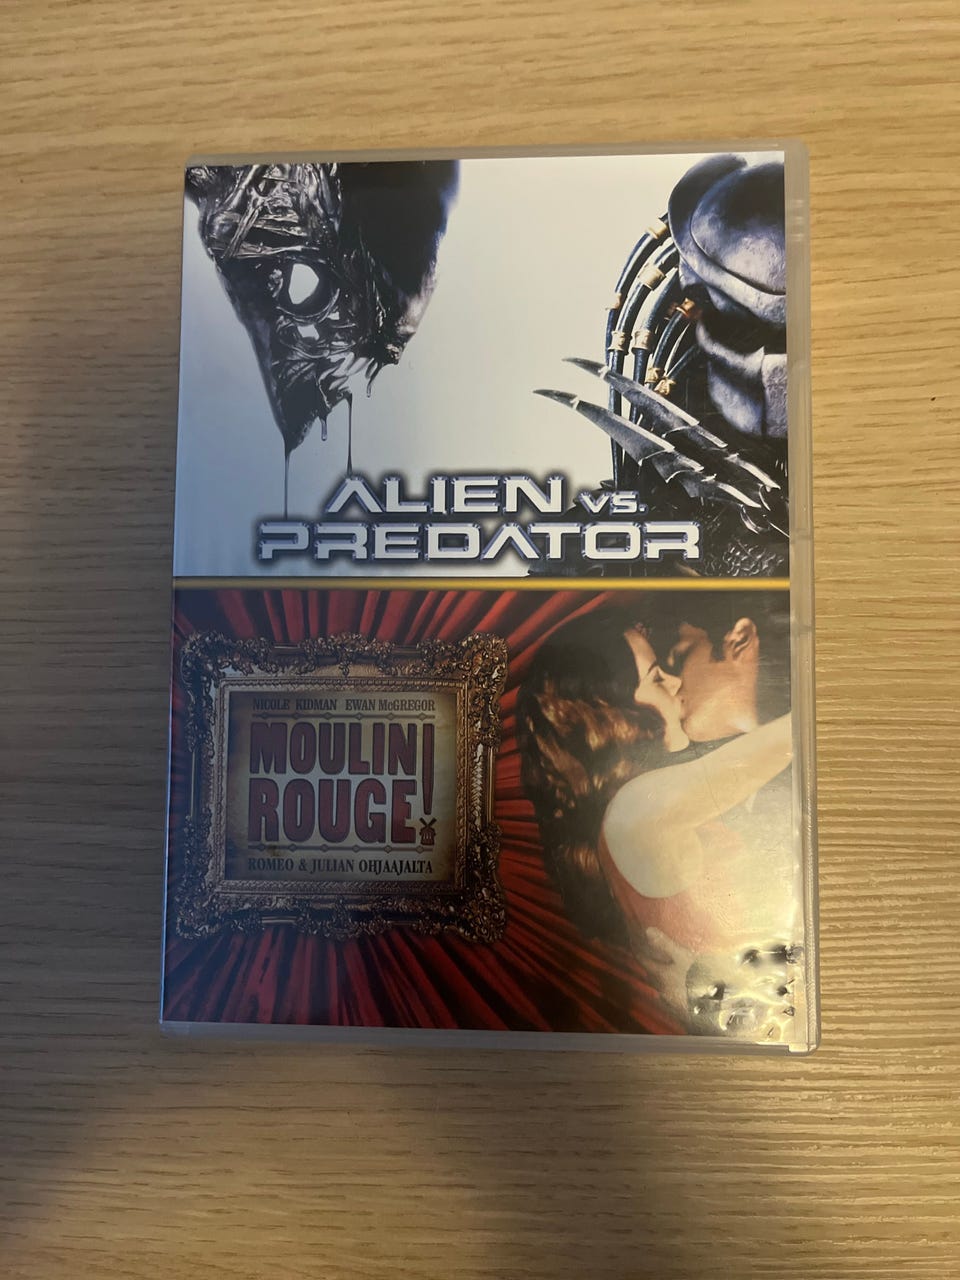 ALIEN VS.
PREDATOR
NICOLE KIDMAN EWAN McGREGOR
MOULIN
ROUGE!
ROMEO & JULIAN OHJAAJALTA